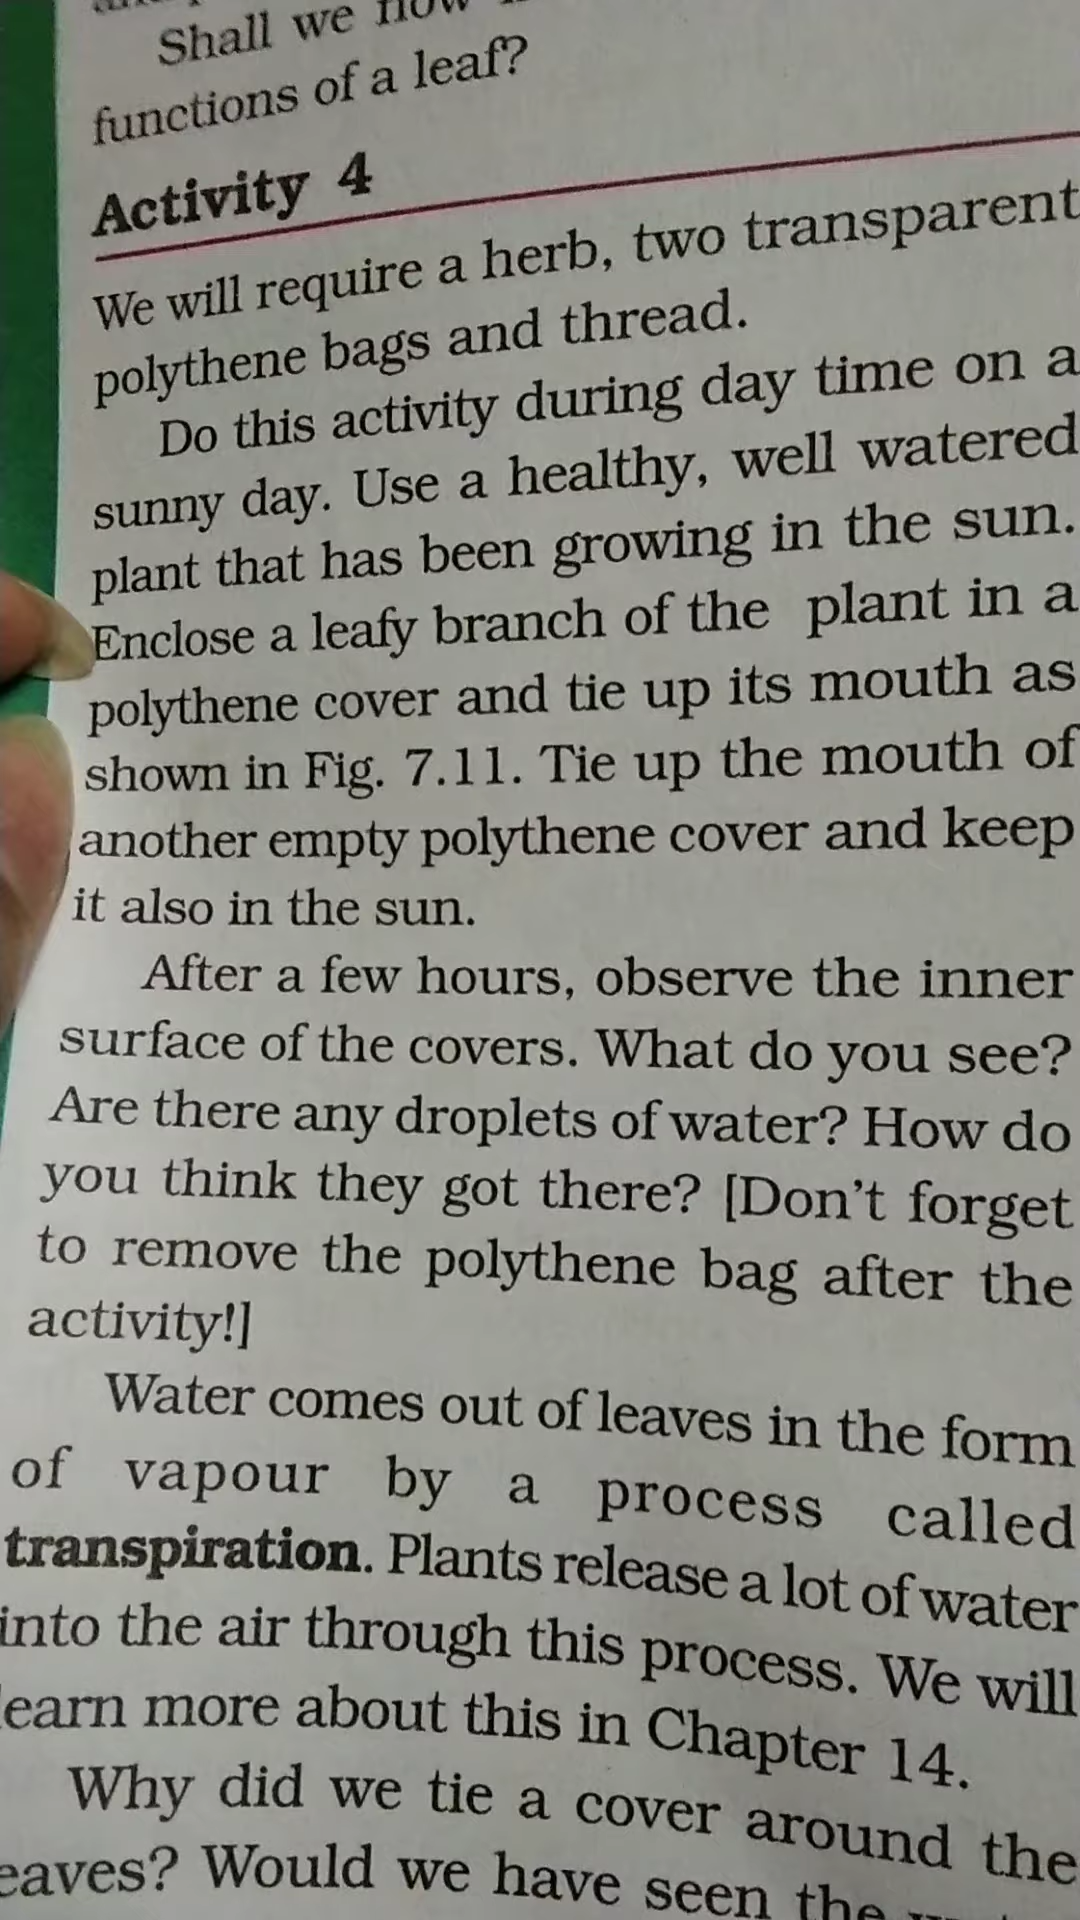 Shall we now
functions of a leaf?
Activity 4
We will require a herb, two transparent
polythene bags and thread.
Do this activity during day time on a
sunny day. Use a healthy, well watered
plant that has been growing in the sun.
Enclose a leafy branch of the plant in a
polythene cover and tie up its mouth as
shown in Fig. 7.11. Tie up the mouth of
another empty polythene cover and keep
it also in the sun.
After a few hours, observe the inner
surface of the covers. What do you see?
Are there any droplets of water? How do
you think they got there? [Don't forget
to remove the polythene bag after the
activity!]
Water comes out of leaves in the form
of vapour by a process called
transpiration. Plants release a lot of water
into the air through this process. We will
learn more about this in Chapter 14.
Why did we tie a cover around the
eaves? Would we have seen the